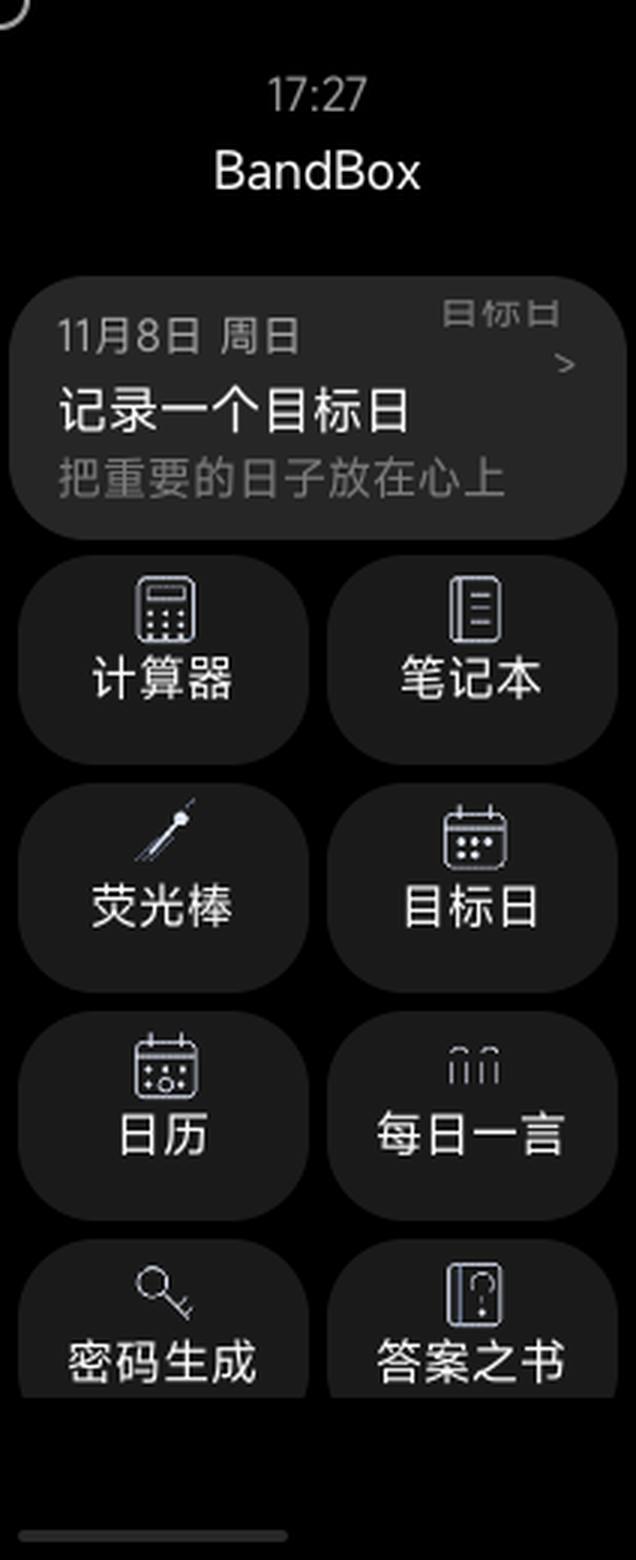 17:27
BandBox
11月8日 周日
目标日
>
记录一个目标日
把重要的日子放在心上
计算器
笔记本
荧光棒
目标日
日历
每日一言
密码生成
答案之书